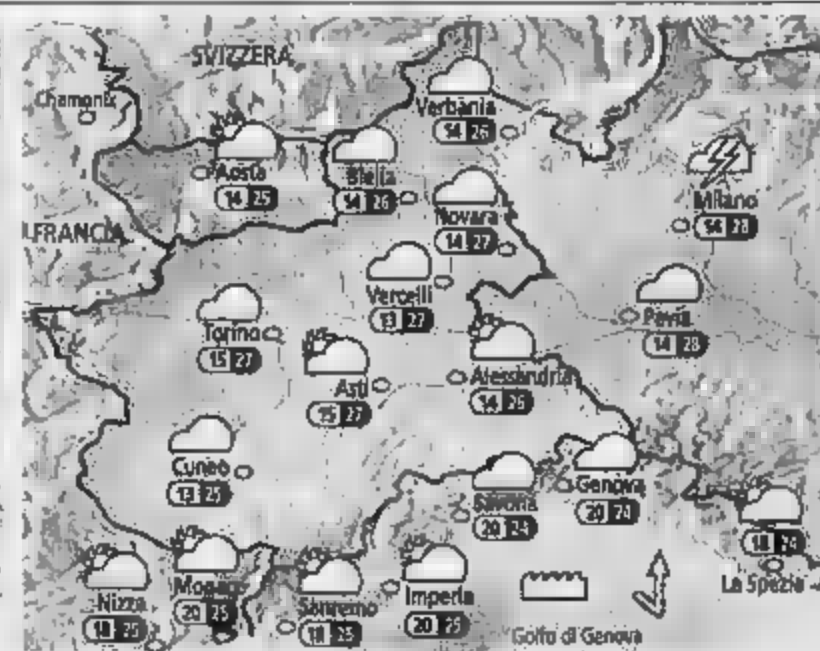 SVIZZERA
Chamonix
Verbania
14 26
Aosta
14 25
Biella
14 26
Novara
14 27
Milano
14 28
FRANCIA
Vercelli
13 27
Torino
15 27
Pavia
14 28
Asti
15 27
Alessandria
14 25
Cuneo
13 25
Savona
20 24
Genova
20 24
18 24
La Spezia
Nizza
18 25
Monaco
20 25
Sanremo
18 25
Imperia
20 25
Golfo di Genova